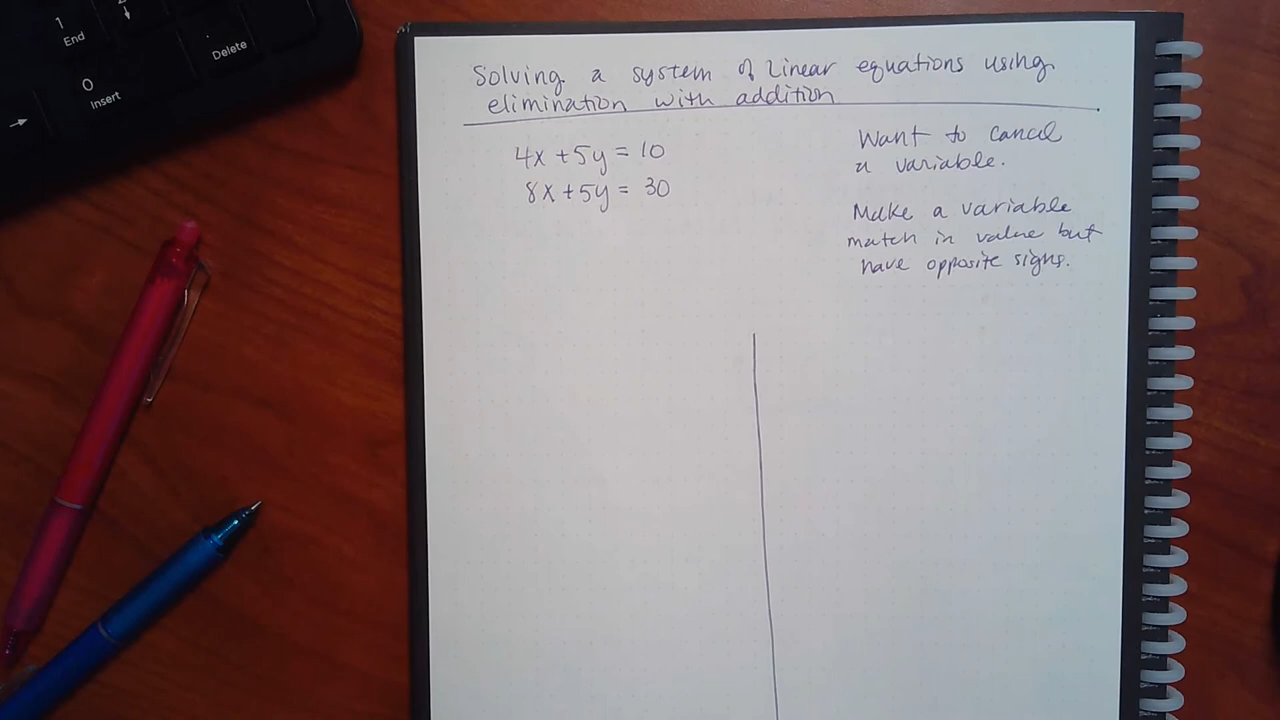 1
End
↓
.
Delete
0
Insert
→
Solving a system of linear equations using
elimination with addition
4x + 5y = 10
8x + 5y = 30
Want to cancel
a variable.
Make a variable
match in value but
have opposite signs.